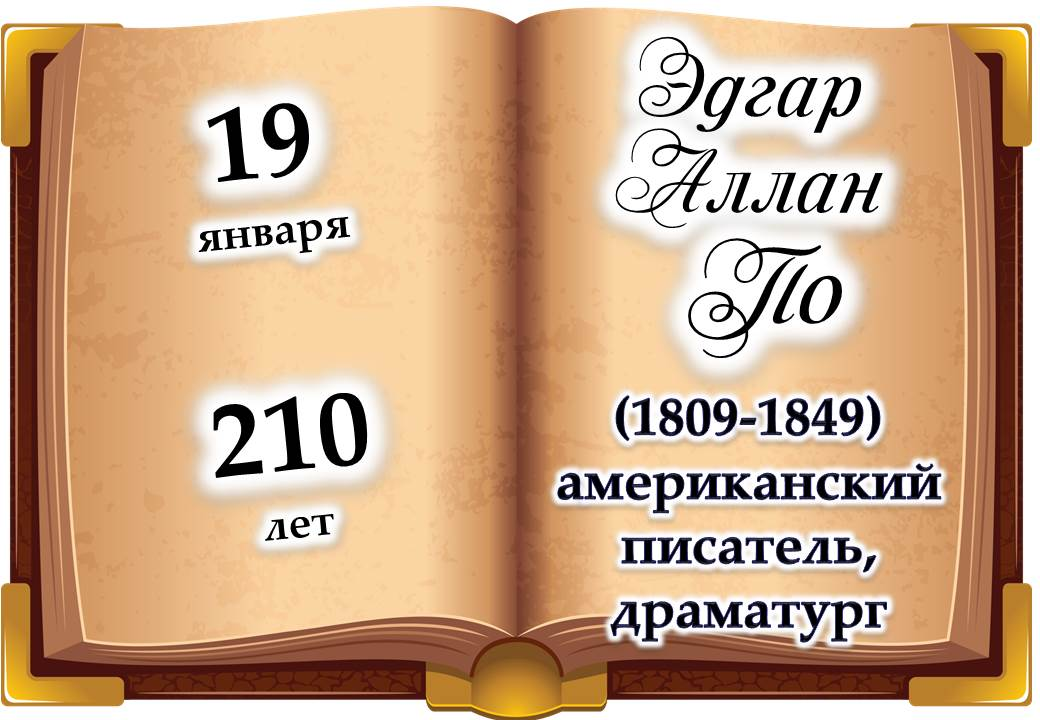 19
января
210
лет
Эдгар
Аллан
По
(1809-1849)
американский
писатель,
драматург